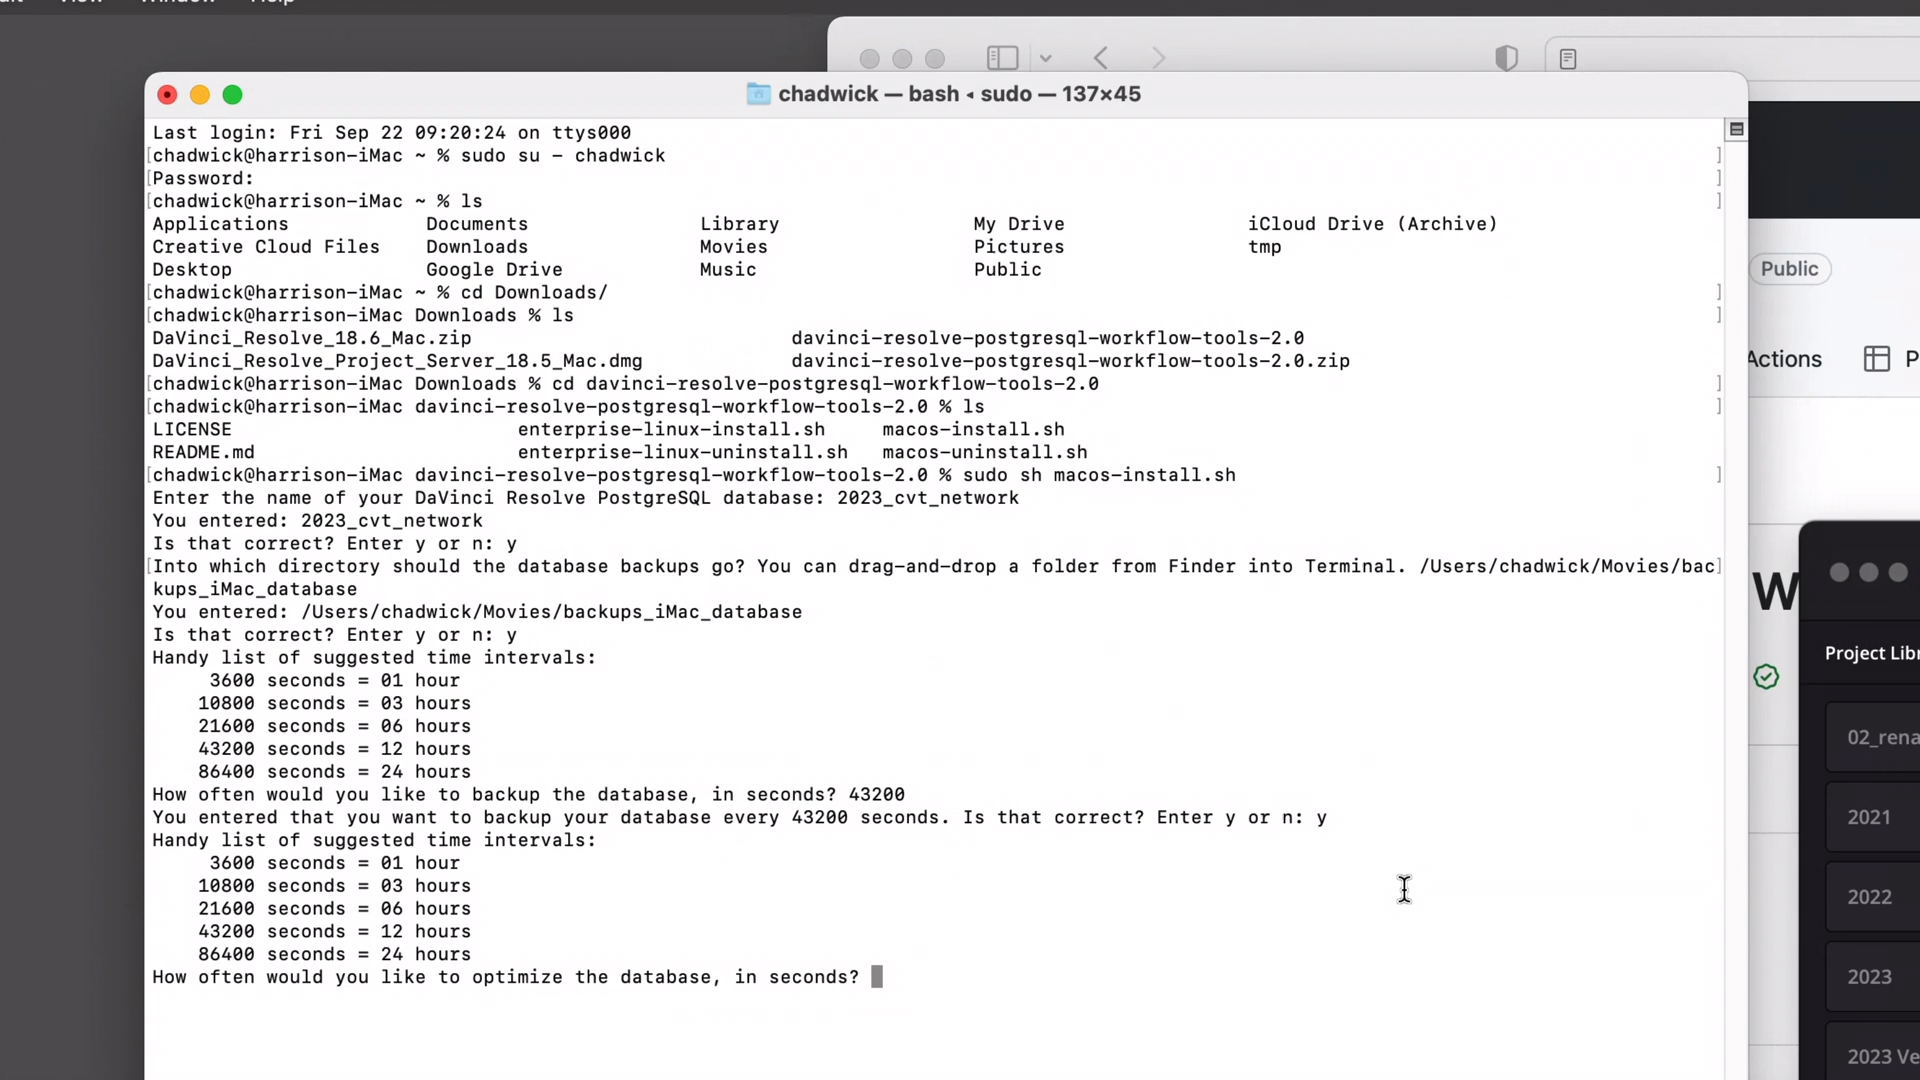 View Window Help
chadwick — bash ◂ sudo — 137×45
Last login: Fri Sep 22 09:20:24 on ttys000
[chadwick@harrison-iMac ~ % sudo su - chadwick ]
[Password: ]
[chadwick@harrison-iMac ~ % ls ]
Applications Documents Library My Drive iCloud Drive (Archive)
Creative Cloud Files Downloads Movies Pictures tmp
Desktop Google Drive Music Public
[chadwick@harrison-iMac ~ % cd Downloads/ ]
[chadwick@harrison-iMac Downloads % ls ]
DaVinci_Resolve_18.6_Mac.zip davinci-resolve-postgresql-workflow-tools-2.0
DaVinci_Resolve_Project_Server_18.5_Mac.dmg davinci-resolve-postgresql-workflow-tools-2.0.zip
[chadwick@harrison-iMac Downloads % cd davinci-resolve-postgresql-workflow-tools-2.0 ]
[chadwick@harrison-iMac davinci-resolve-postgresql-workflow-tools-2.0 % ls ]
LICENSE enterprise-linux-install.sh macos-install.sh
README.md enterprise-linux-uninstall.sh macos-uninstall.sh
[chadwick@harrison-iMac davinci-resolve-postgresql-workflow-tools-2.0 % sudo sh macos-install.sh ]
Enter the name of your DaVinci Resolve PostgreSQL database: 2023_cvt_network
You entered: 2023_cvt_network
Is that correct? Enter y or n: y
[Into which directory should the database backups go? You can drag-and-drop a folder from Finder into Terminal. /Users/chadwick/Movies/bac]
kups_iMac_database
You entered: /Users/chadwick/Movies/backups_iMac_database
Is that correct? Enter y or n: y
Handy list of suggested time intervals:
3600 seconds = 01 hour
10800 seconds = 03 hours
21600 seconds = 06 hours
43200 seconds = 12 hours
86400 seconds = 24 hours
How often would you like to backup the database, in seconds? 43200
You entered that you want to backup your database every 43200 seconds. Is that correct? Enter y or n: y
Handy list of suggested time intervals:
3600 seconds = 01 hour
10800 seconds = 03 hours
21600 seconds = 06 hours
43200 seconds = 12 hours
86400 seconds = 24 hours
How often would you like to optimize the database, in seconds?
Public
Actions P
W
Project Libr
02_rena
2021
2022
2023
2023 Ve